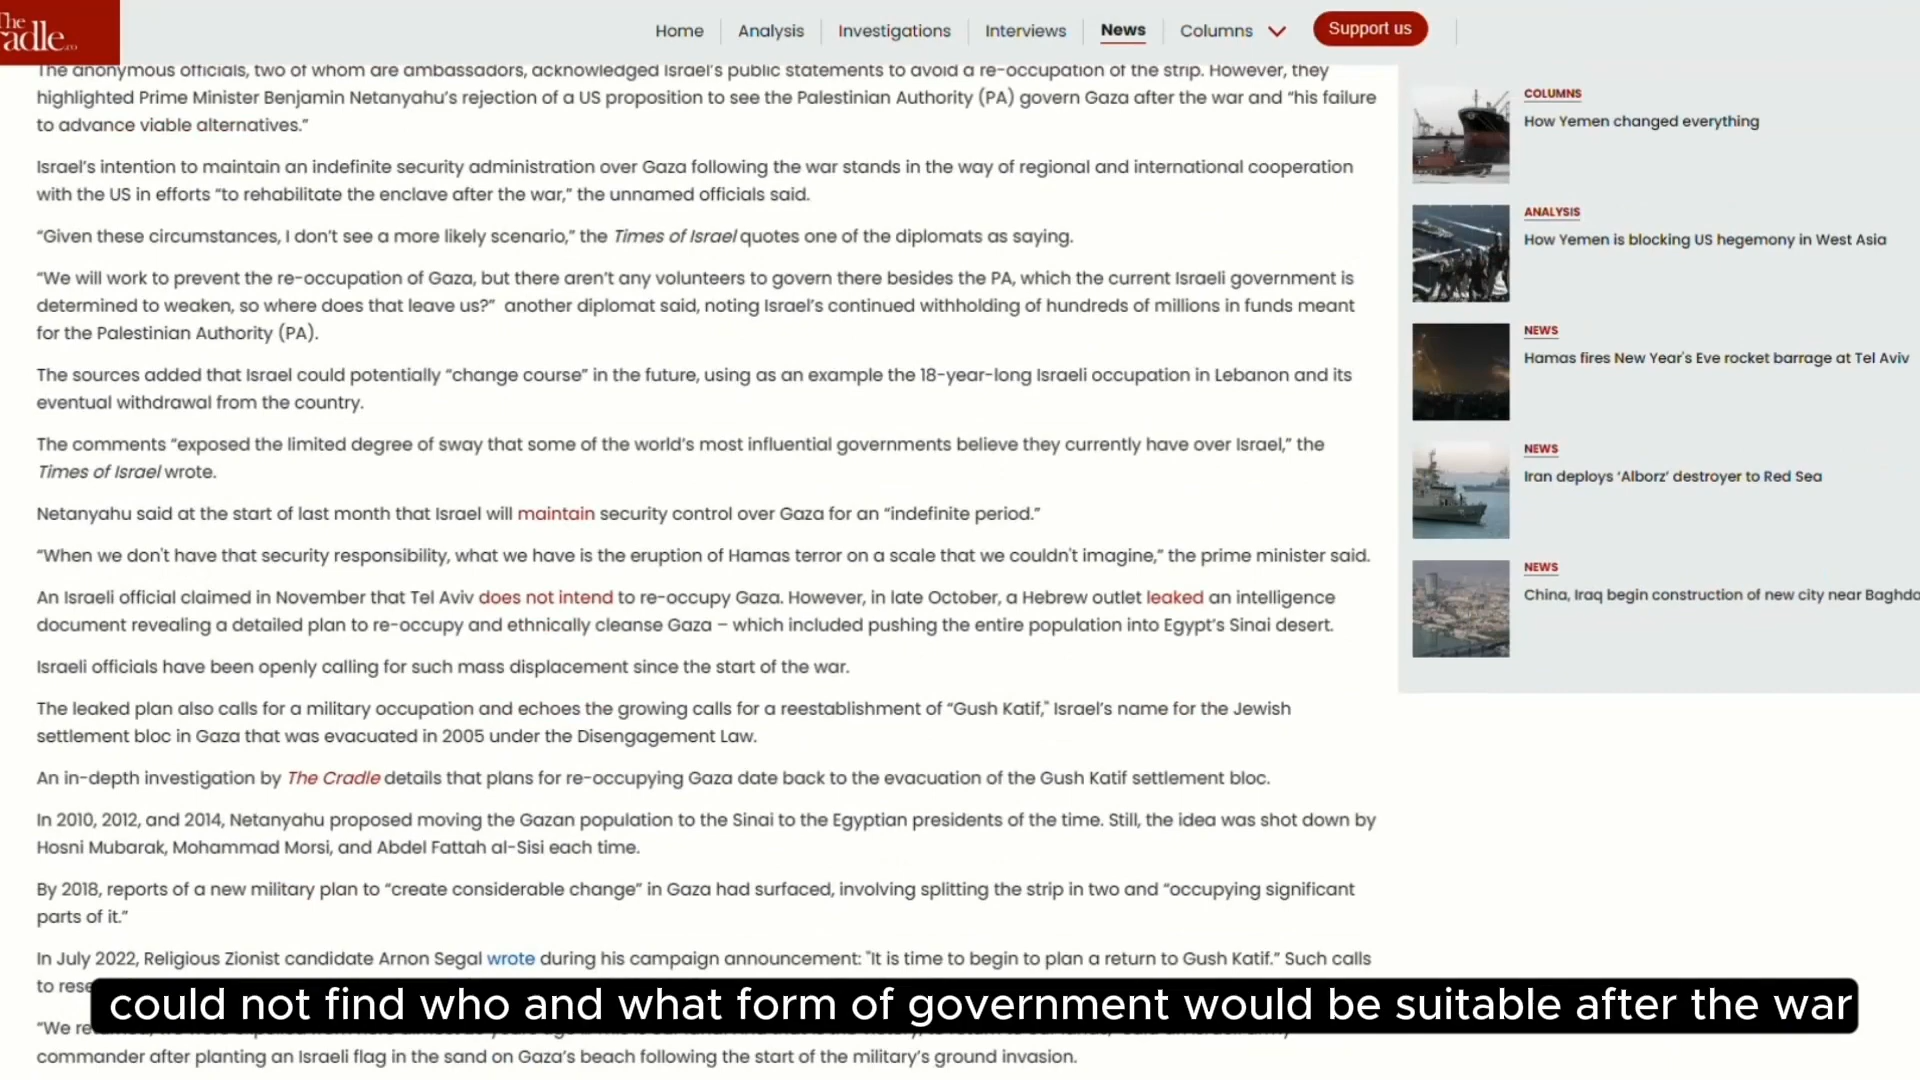 The
radle.co
Home
Analysis
Investigations
Interviews
News
Columns
Support us
The anonymous officials, two of whom are ambassadors, acknowledged Israel's public statements to avoid a re-occupation of the strip. However, they
highlighted Prime Minister Benjamin Netanyahu's rejection of a US proposition to see the Palestinian Authority (PA) govern Gaza after the war and “his failure
to advance viable alternatives.”
Israel's intention to maintain an indefinite security administration over Gaza following the war stands in the way of regional and international cooperation
with the US in efforts “to rehabilitate the enclave after the war,” the unnamed officials said.
“Given these circumstances, I don't see a more likely scenario,” the Times of Israel quotes one of the diplomats as saying.
“We will work to prevent the re-occupation of Gaza, but there aren't any volunteers to govern there besides the PA, which the current Israeli government is
determined to weaken, so where does that leave us?” another diplomat said, noting Israel's continued withholding of hundreds of millions in funds meant
for the Palestinian Authority (PA).
The sources added that Israel could potentially “change course” in the future, using as an example the 18-year-long Israeli occupation in Lebanon and its
eventual withdrawal from the country.
The comments “exposed the limited degree of sway that some of the world's most influential governments believe they currently have over Israel,” the
Times of Israel wrote.
Netanyahu said at the start of last month that Israel will maintain security control over Gaza for an “indefinite period.”
“When we don't have that security responsibility, what we have is the eruption of Hamas terror on a scale that we couldn't imagine,” the prime minister said.
An Israeli official claimed in November that Tel Aviv does not intend to re-occupy Gaza. However, in late October, a Hebrew outlet leaked an intelligence
document revealing a detailed plan to re-occupy and ethnically cleanse Gaza – which included pushing the entire population into Egypt's Sinai desert.
Israeli officials have been openly calling for such mass displacement since the start of the war.
The leaked plan also calls for a military occupation and echoes the growing calls for a reestablishment of “Gush Katif,” Israel's name for the Jewish
settlement bloc in Gaza that was evacuated in 2005 under the Disengagement Law.
An in-depth investigation by The Cradle details that plans for re-occupying Gaza date back to the evacuation of the Gush Katif settlement bloc.
In 2010, 2012, and 2014, Netanyahu proposed moving the Gazan population to the Sinai to the Egyptian presidents of the time. Still, the idea was shot down by
Hosni Mubarak, Mohammad Morsi, and Abdel Fattah al-Sisi each time.
By 2018, reports of a new military plan to “create considerable change” in Gaza had surfaced, involving splitting the strip in two and “occupying significant
parts of it.”
In July 2022, Religious Zionist candidate Arnon Segal wrote during his campaign announcement: "It is time to begin to plan a return to Gush Katif.” Such calls
to rese
“We re
commander after planting an Israeli flag in the sand on Gaza's beach following the start of the military's ground invasion.
could not find who and what form of government would be suitable after the war
COLUMNS
How Yemen changed everything
ANALYSIS
How Yemen is blocking US hegemony in West Asia
NEWS
Hamas fires New Year's Eve rocket barrage at Tel Aviv
NEWS
Iran deploys ‘Alborz’ destroyer to Red Sea
NEWS
China, Iraq begin construction of new city near Baghda